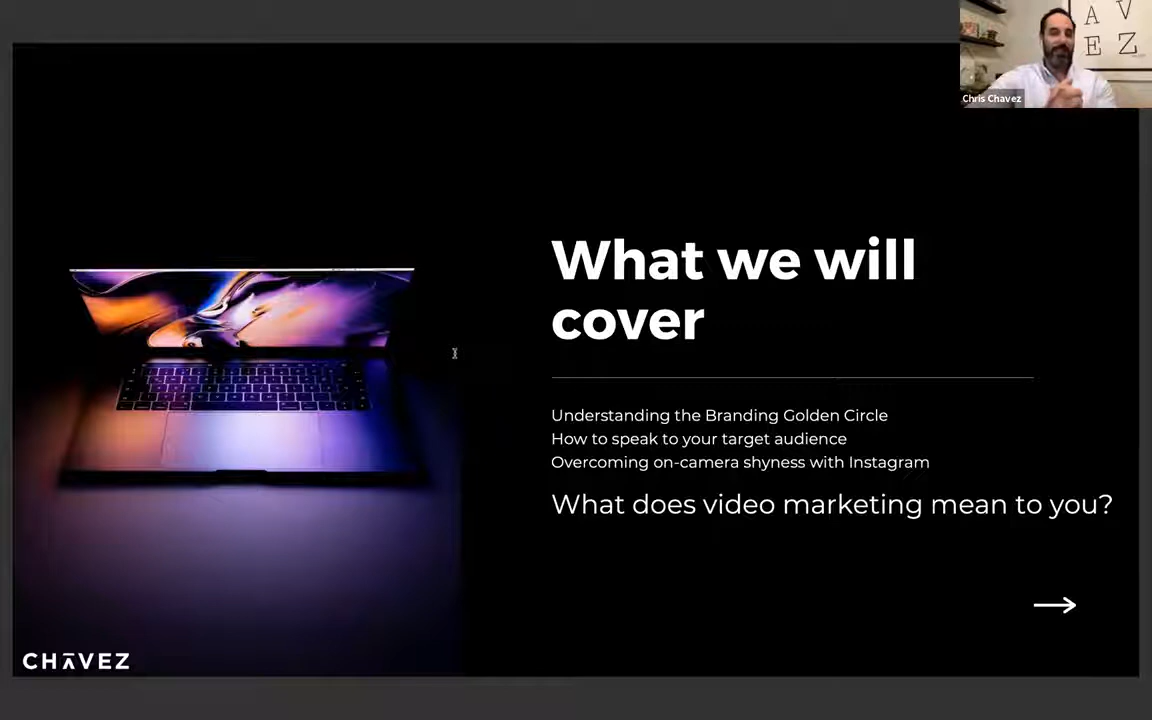 A V
E Z
Chris Chavez
What we will
cover
Understanding the Branding Golden Circle
How to speak to your target audience
Overcoming on-camera shyness with Instagram
What does video marketing mean to you?
CHAVEZ